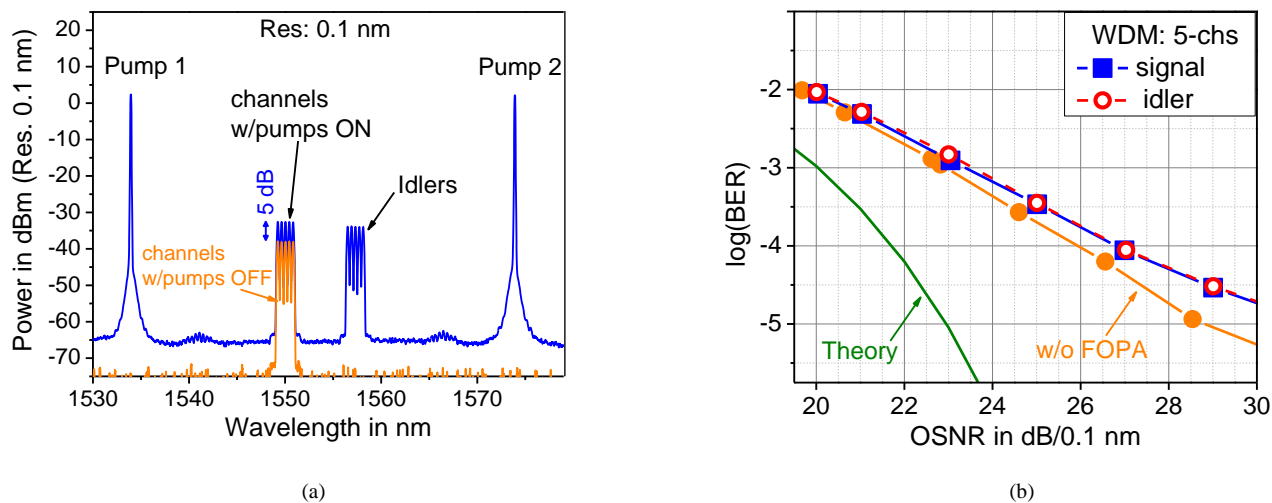 20
10
0
-10
-20
-30
-40
-50
-60
-70
Power in dBm (Res. 0.1 nm)
Res: 0.1 nm
Pump 1
Pump 2
channels
w/pumps ON
5 dB
Idlers
channels
w/pumps OFF
1530 1540 1550 1560 1570
Wavelength in nm
(a)
-2
-3
-4
-5
log(BER)
WDM: 5-chs
signal
idler
Theory
w/o FOPA
20 22 24 26 28 30
OSNR in dB/0.1 nm
(b)